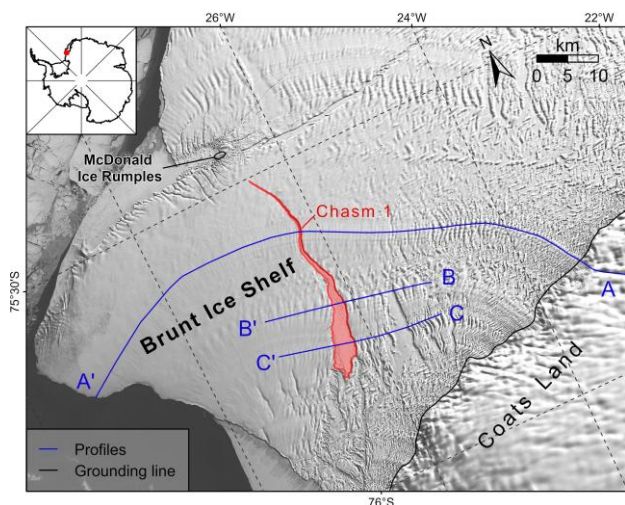 26°W
24°W
22°W
N
km
0 5 10
McDonald
Ice Rumples
Chasm 1
75°30'S
Brunt Ice Shelf
B
B'
A
C
C'
A'
Coats Land
Profiles
Grounding line
76°S